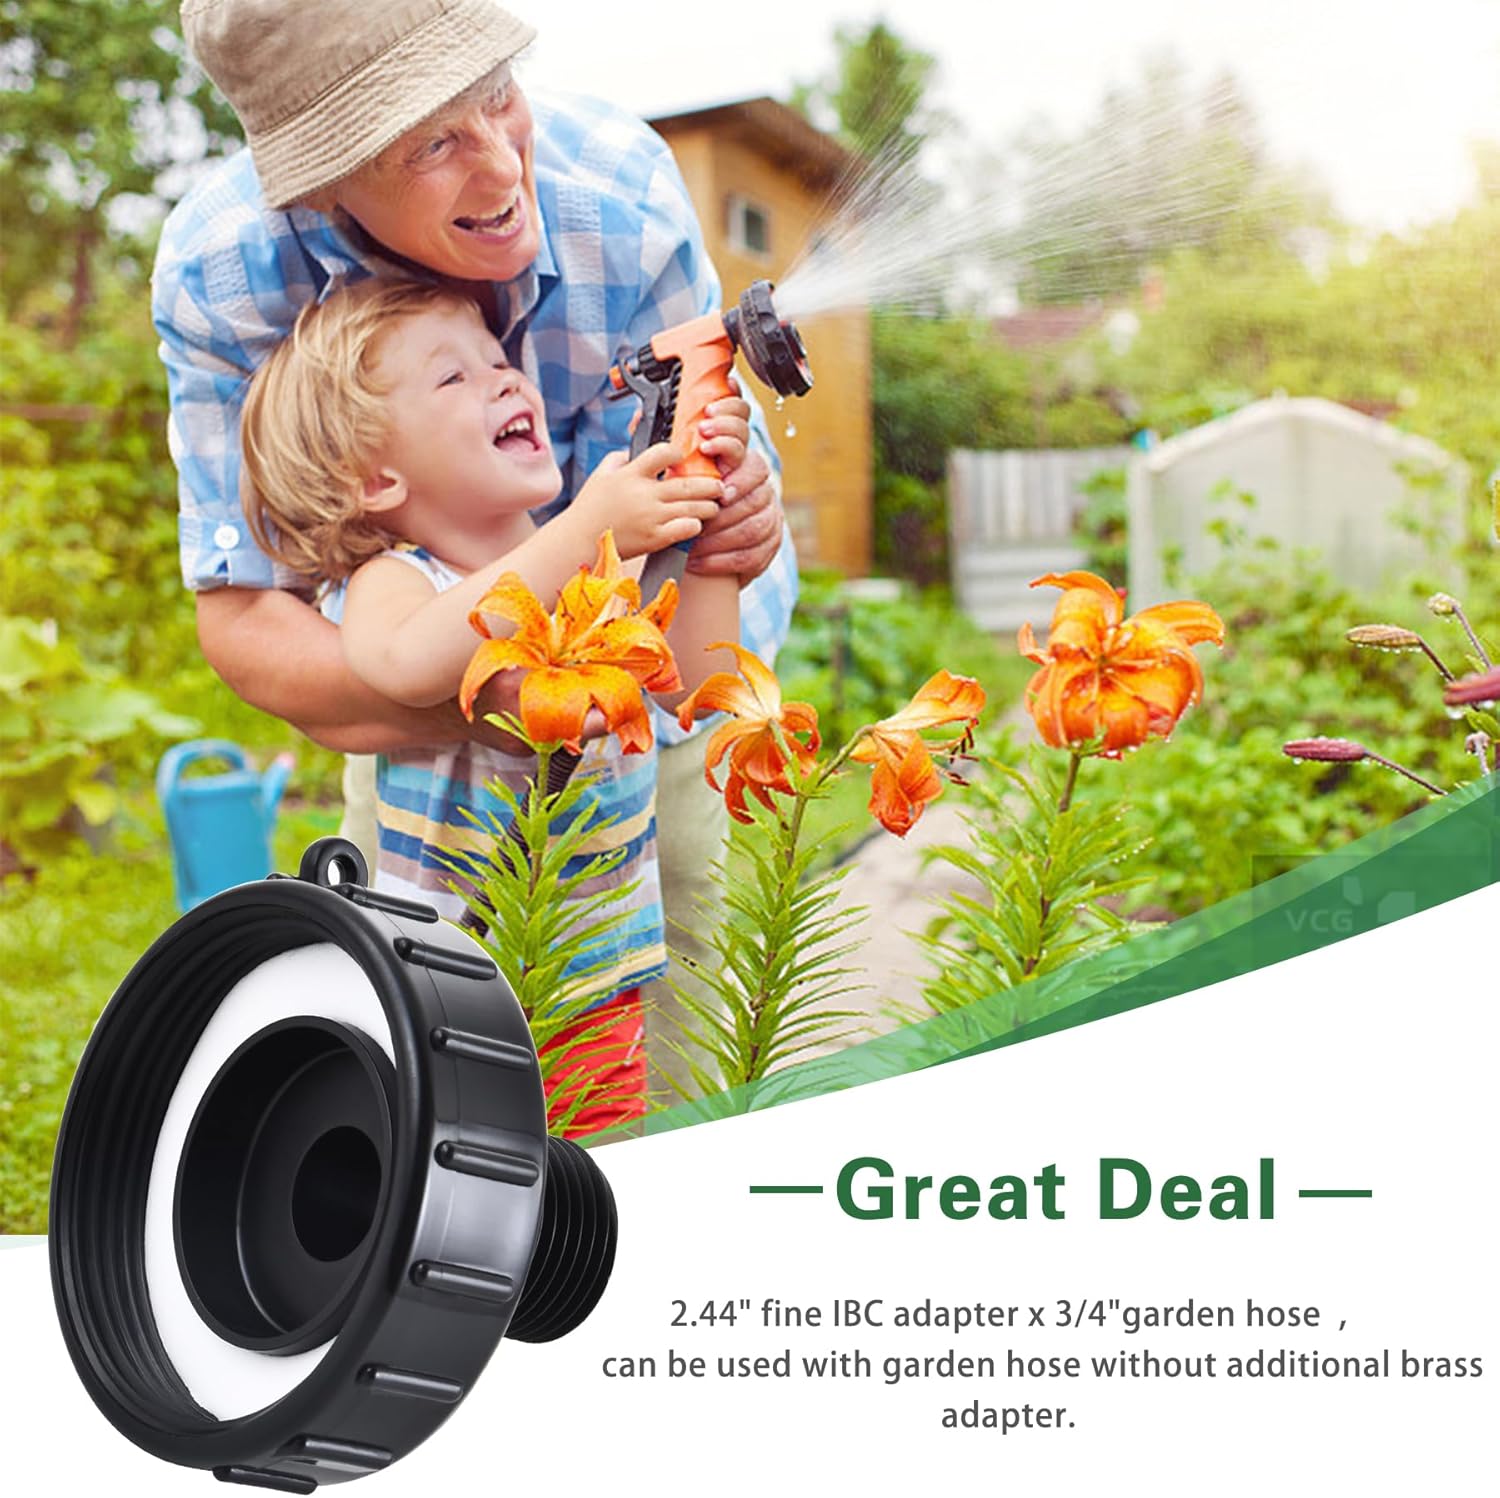 VCG
Great Deal
2.44" fine IBC adapter x 3/4"garden hose ,
can be used with garden hose without additional brass
adapter.